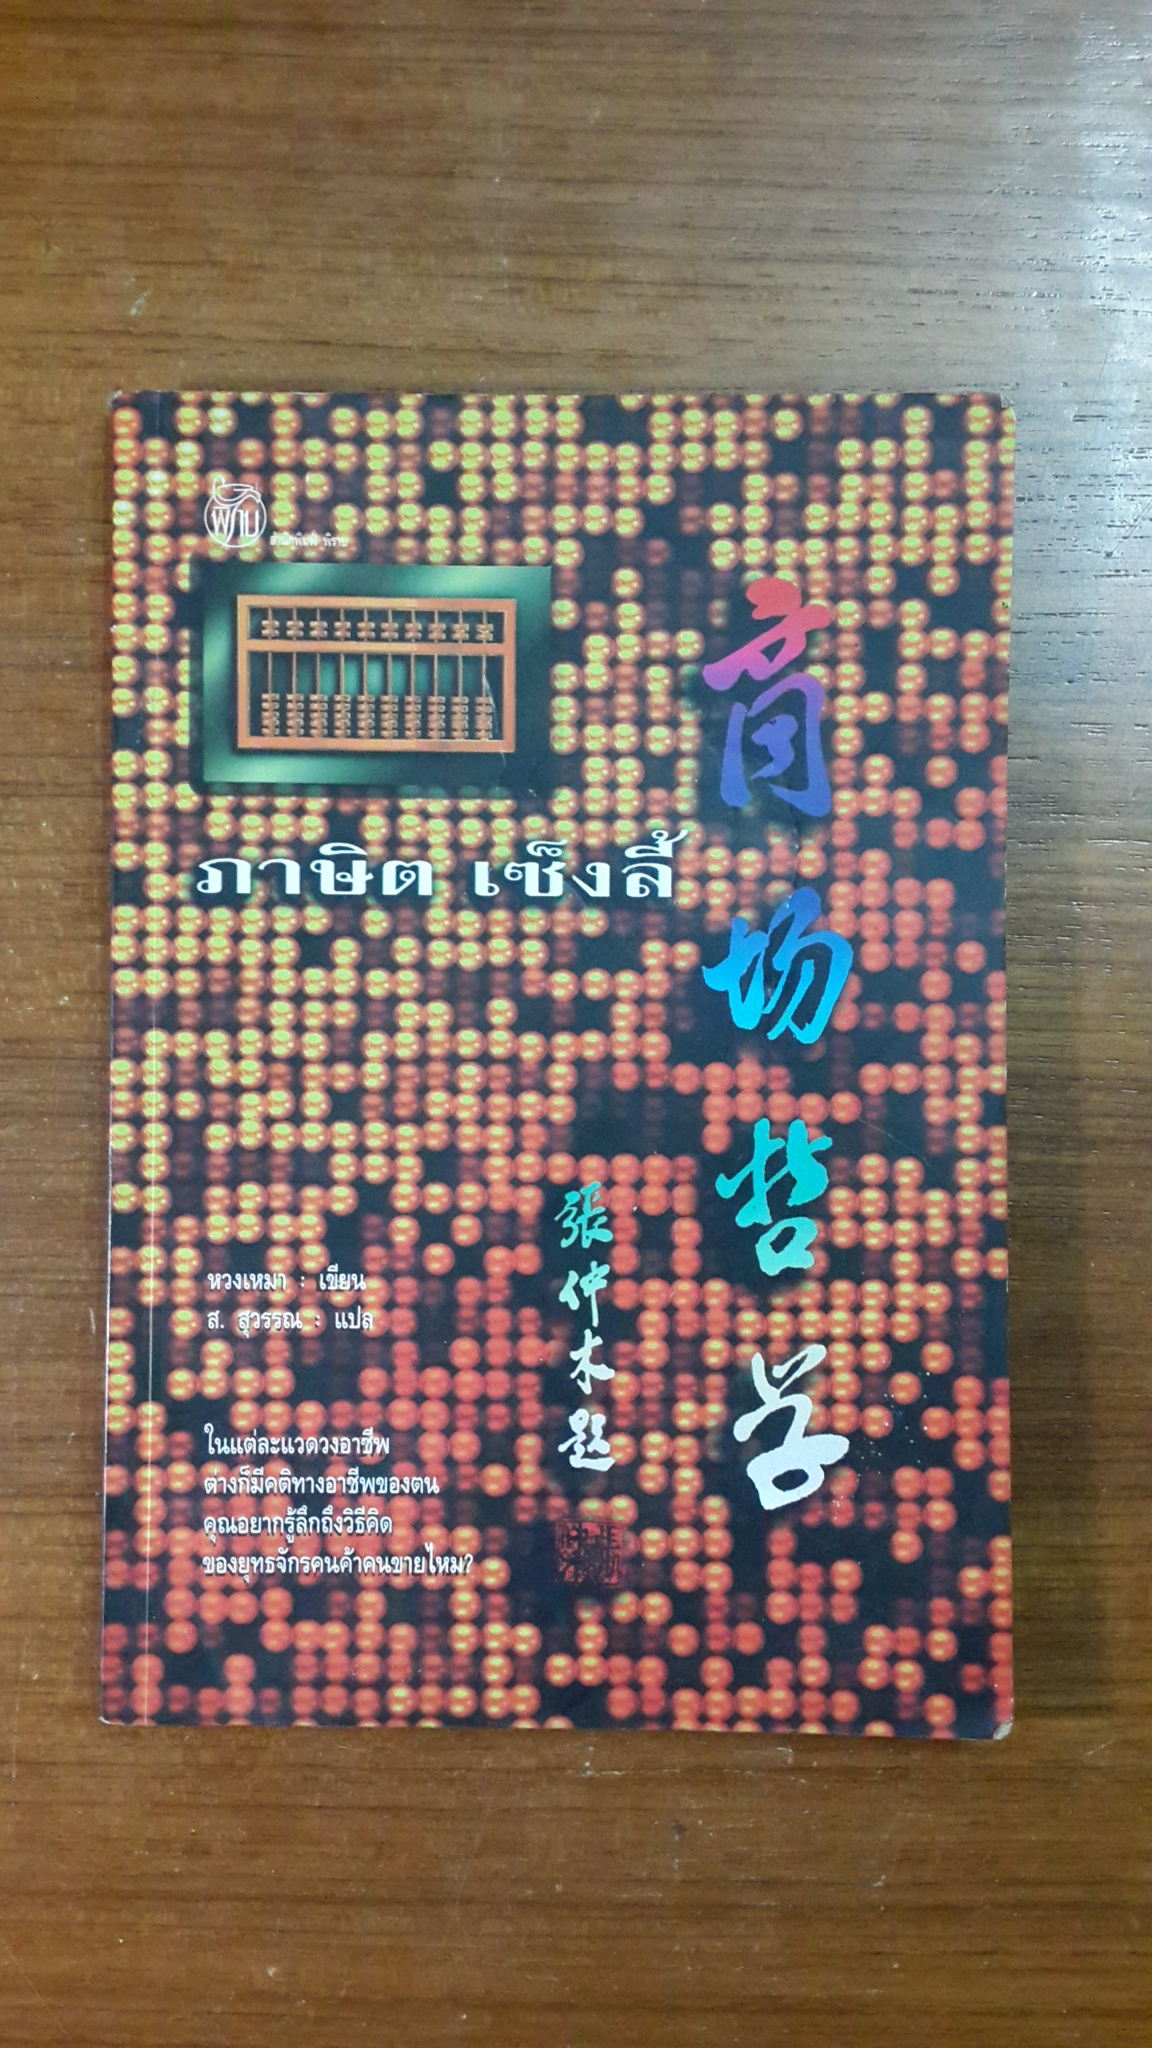 พิราบ
สำนักพิมพ์ พิราบ
ภาษิต เซ็งลี้
商场哲学
張仲木題
หวงเหมา : เขียน
ส. สุวรรณ : แปล
ในแต่ละแวดวงอาชีพ
ต่างก็มีคติทางอาชีพของตน
คุณอยากรู้ลึกถึงวิธีคิด
ของยุทธจักรคนค้าคนขายไหม?